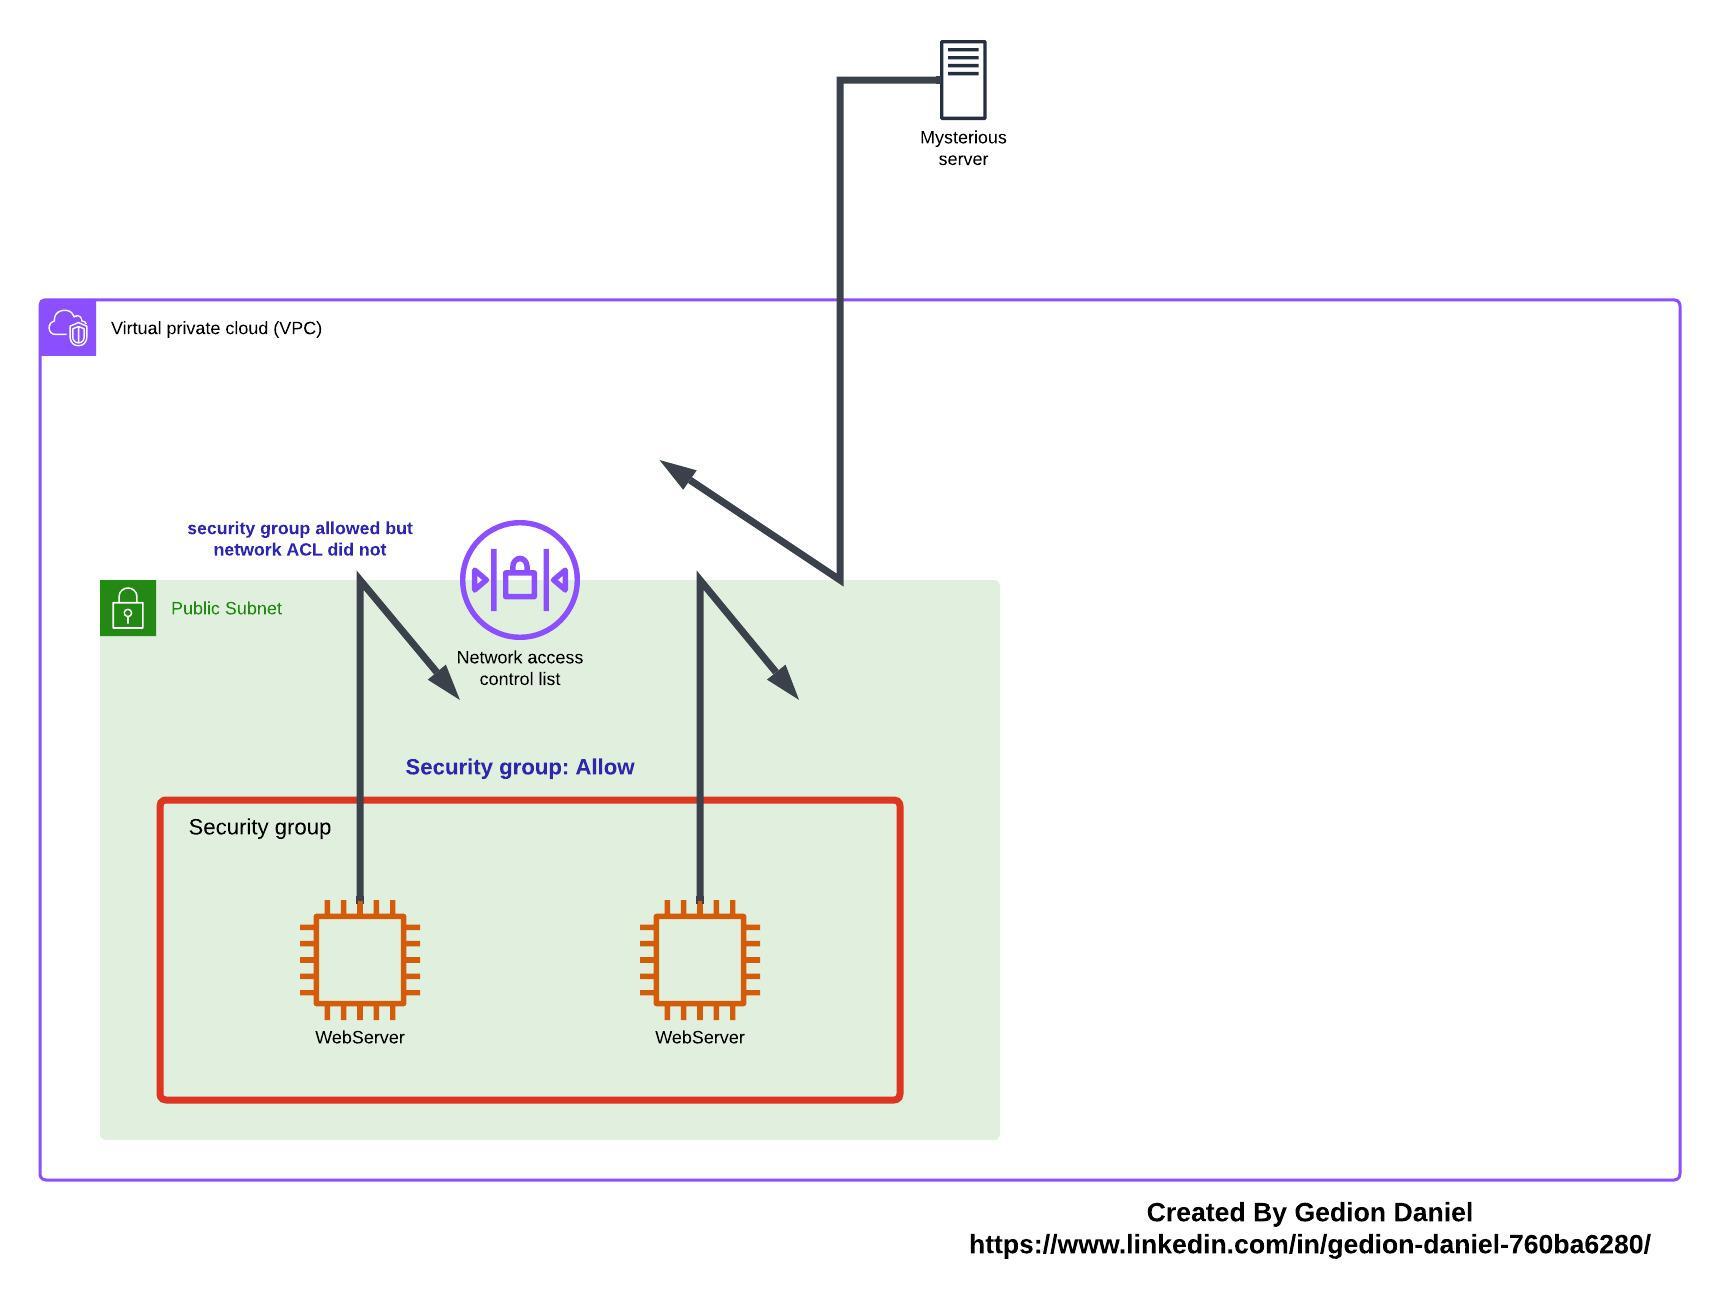 Mysterious
server
Virtual private cloud (VPC)
security group allowed but
network ACL did not
Public Subnet
Network access
control list
Security group: Allow
Security group
WebServer
WebServer
Created By Gedion Daniel
https://www.linkedin.com/in/gedion-daniel-760ba6280/